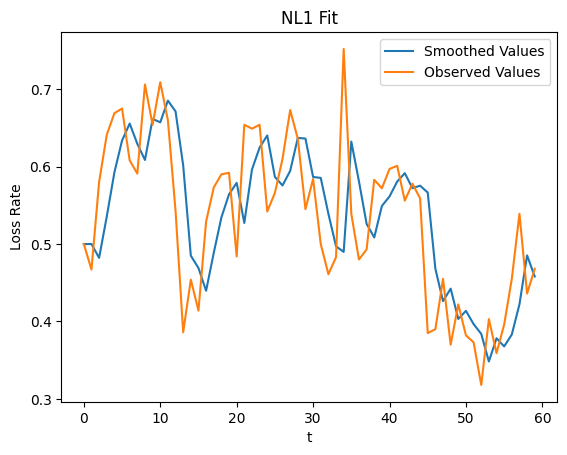 NL1 Fit
Smoothed Values
Observed Values
Loss Rate
0.7
0.6
0.5
0.4
0.3
0 10 20 30 40 50 60
t